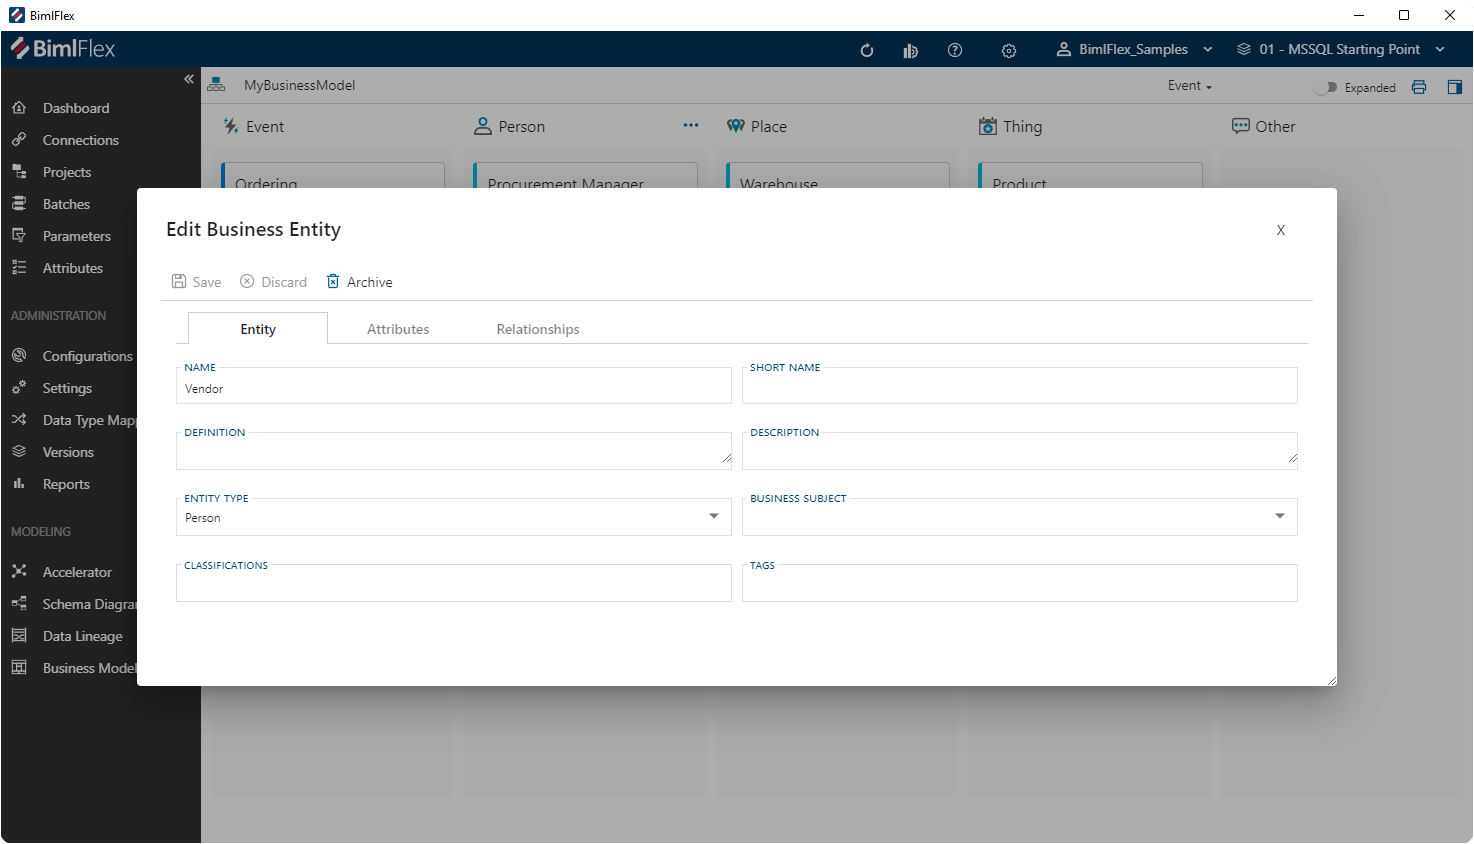 BimlFlex
BimlFlex
BimlFlex_Samples
01 - MSSQL Starting Point
Dashboard
Connections
Projects
Batches
Parameters
Attributes
ADMINISTRATION
Configurations
Settings
Data Type Mapp
Versions
Reports
MODELING
Accelerator
Schema Diagram
Data Lineage
Business Model
MyBusinessModel
Event
Expanded
Event
Person
Place
Thing
Other
Ordering
Procurement Manager
Warehouse
Product
Edit Business Entity
X
Save
Discard
Archive
Entity
Attributes
Relationships
NAME
Vendor
SHORT NAME
DEFINITION
DESCRIPTION
ENTITY TYPE
Person
BUSINESS SUBJECT
CLASSIFICATIONS
TAGS